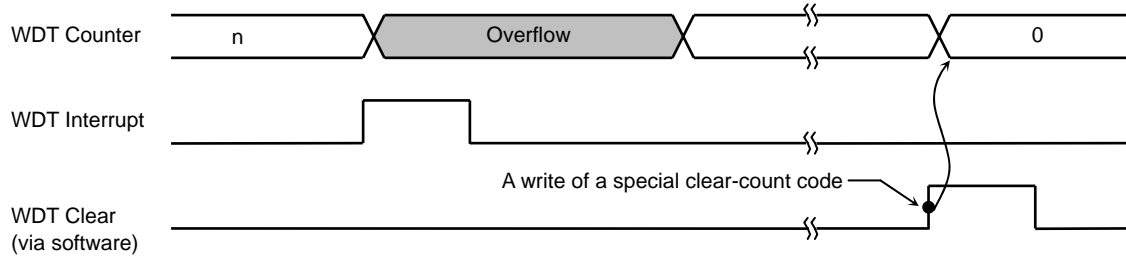 WDT Counter
n
Overflow
0
WDT Interrupt
A write of a special clear-count code
WDT Clear
(via software)